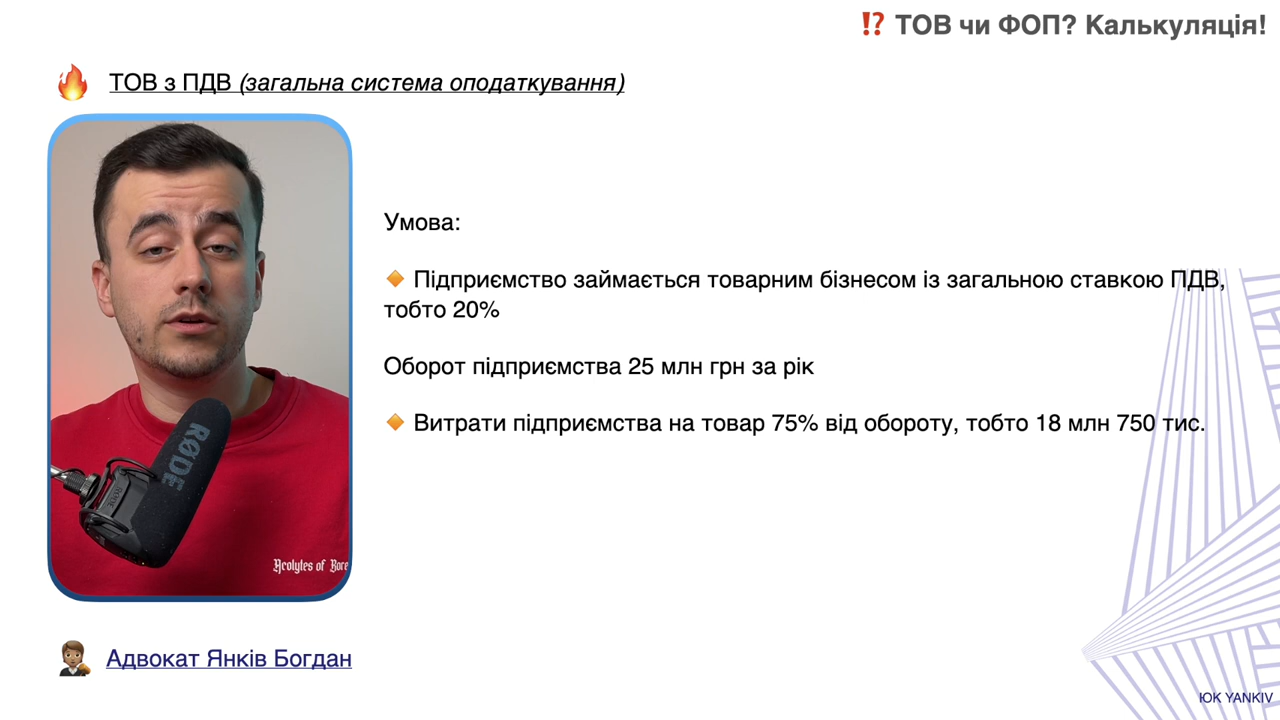 ⁉️ ТОВ чи ФОП? Калькуляція!
🔥 ТОВ з ПДВ (загальна система оподаткування)
Умова:
🔸 Підприємство займається товарним бізнесом із загальною ставкою ПДВ,
тобто 20%
Оборот підприємства 25 млн грн за рік
🔸 Витрати підприємства на товар 75% від обороту, тобто 18 млн 750 тис.
RØDE
RØDE
Acolytes of Bore
Адвокат Янків Богдан
ЮК YANKIV